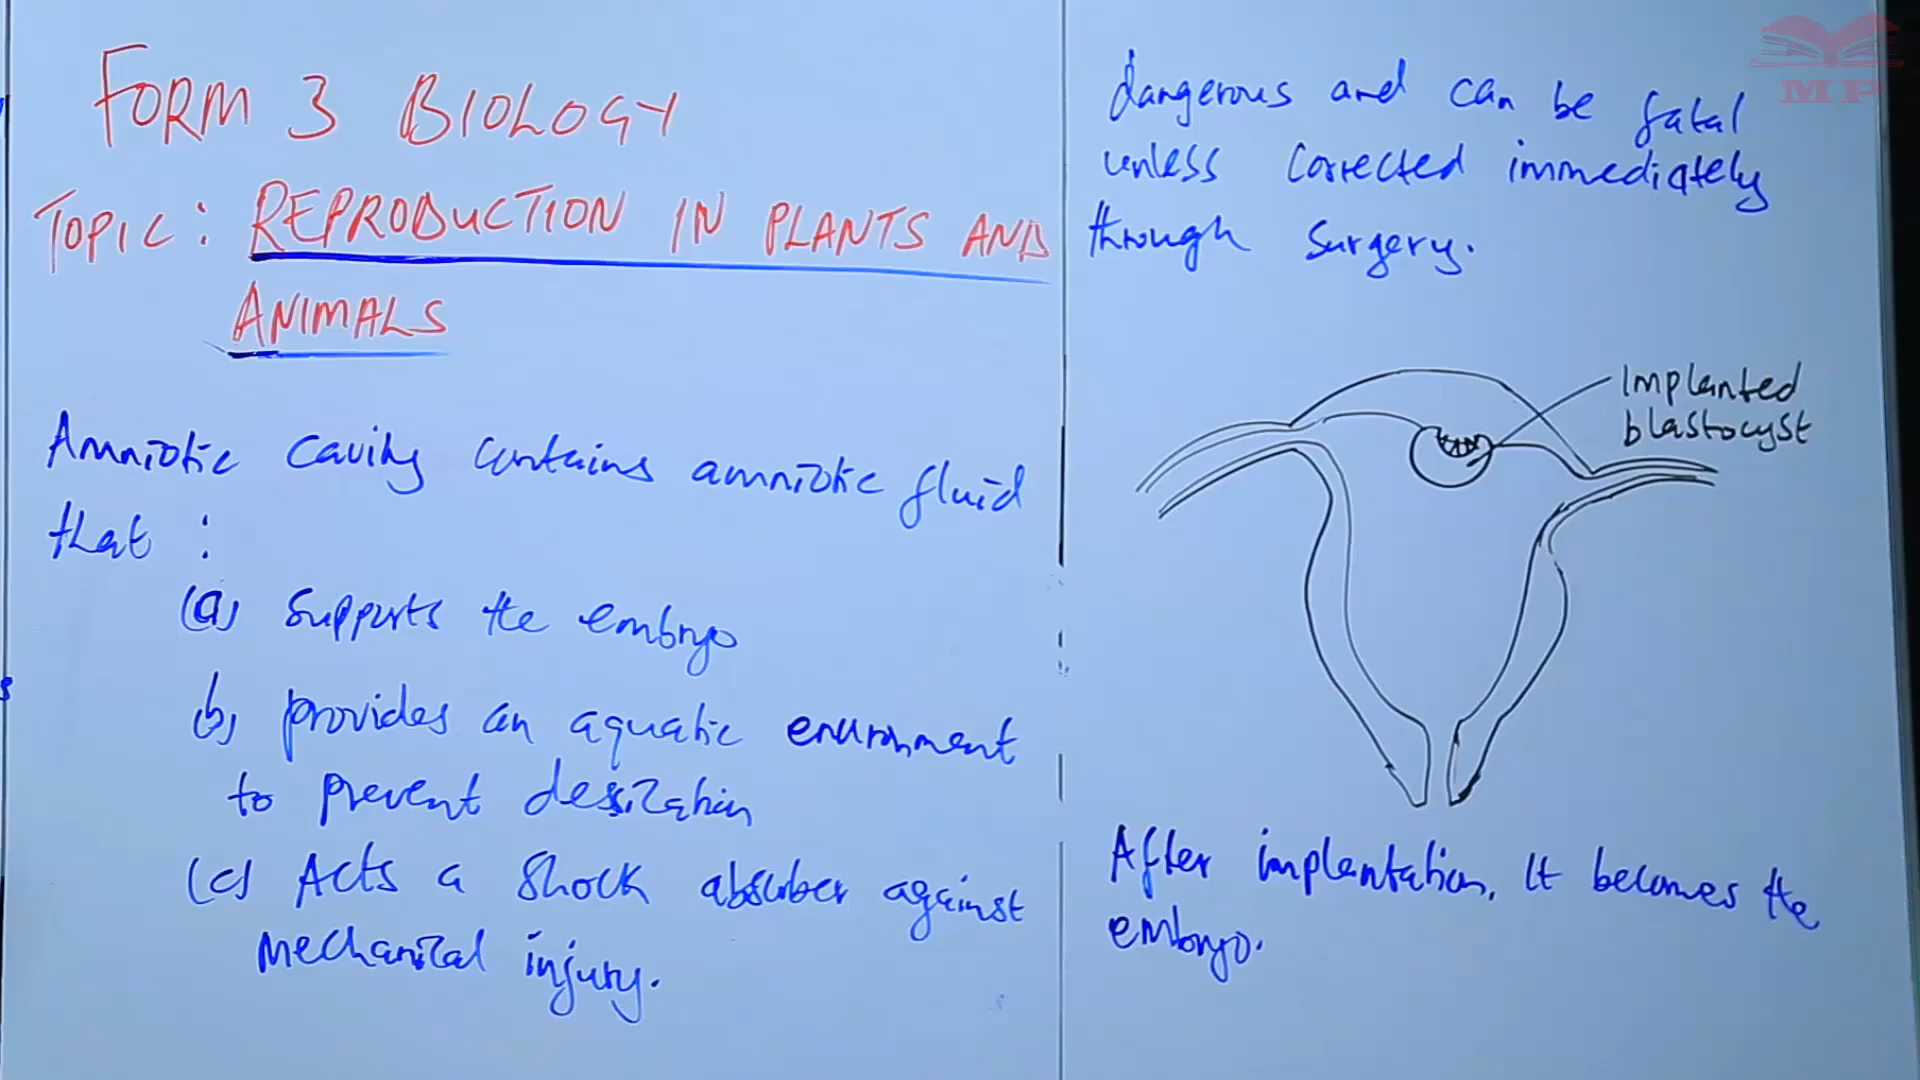 FORM 3 BIOLOGY
TOPIC: REPRODUCTION IN PLANTS AND
ANIMALS
Amniotic cavity contains amniotic fluid
that :
(a) supports the embryo
b) provides an aquatic environment
to prevent
(c) Acts a shock absorber against
mechanical injury.
dangerous and can be fatal
unless corrected immediately
through surgery.
Implanted
blastocyst
After implantation, it becomes the
embryo.
MP